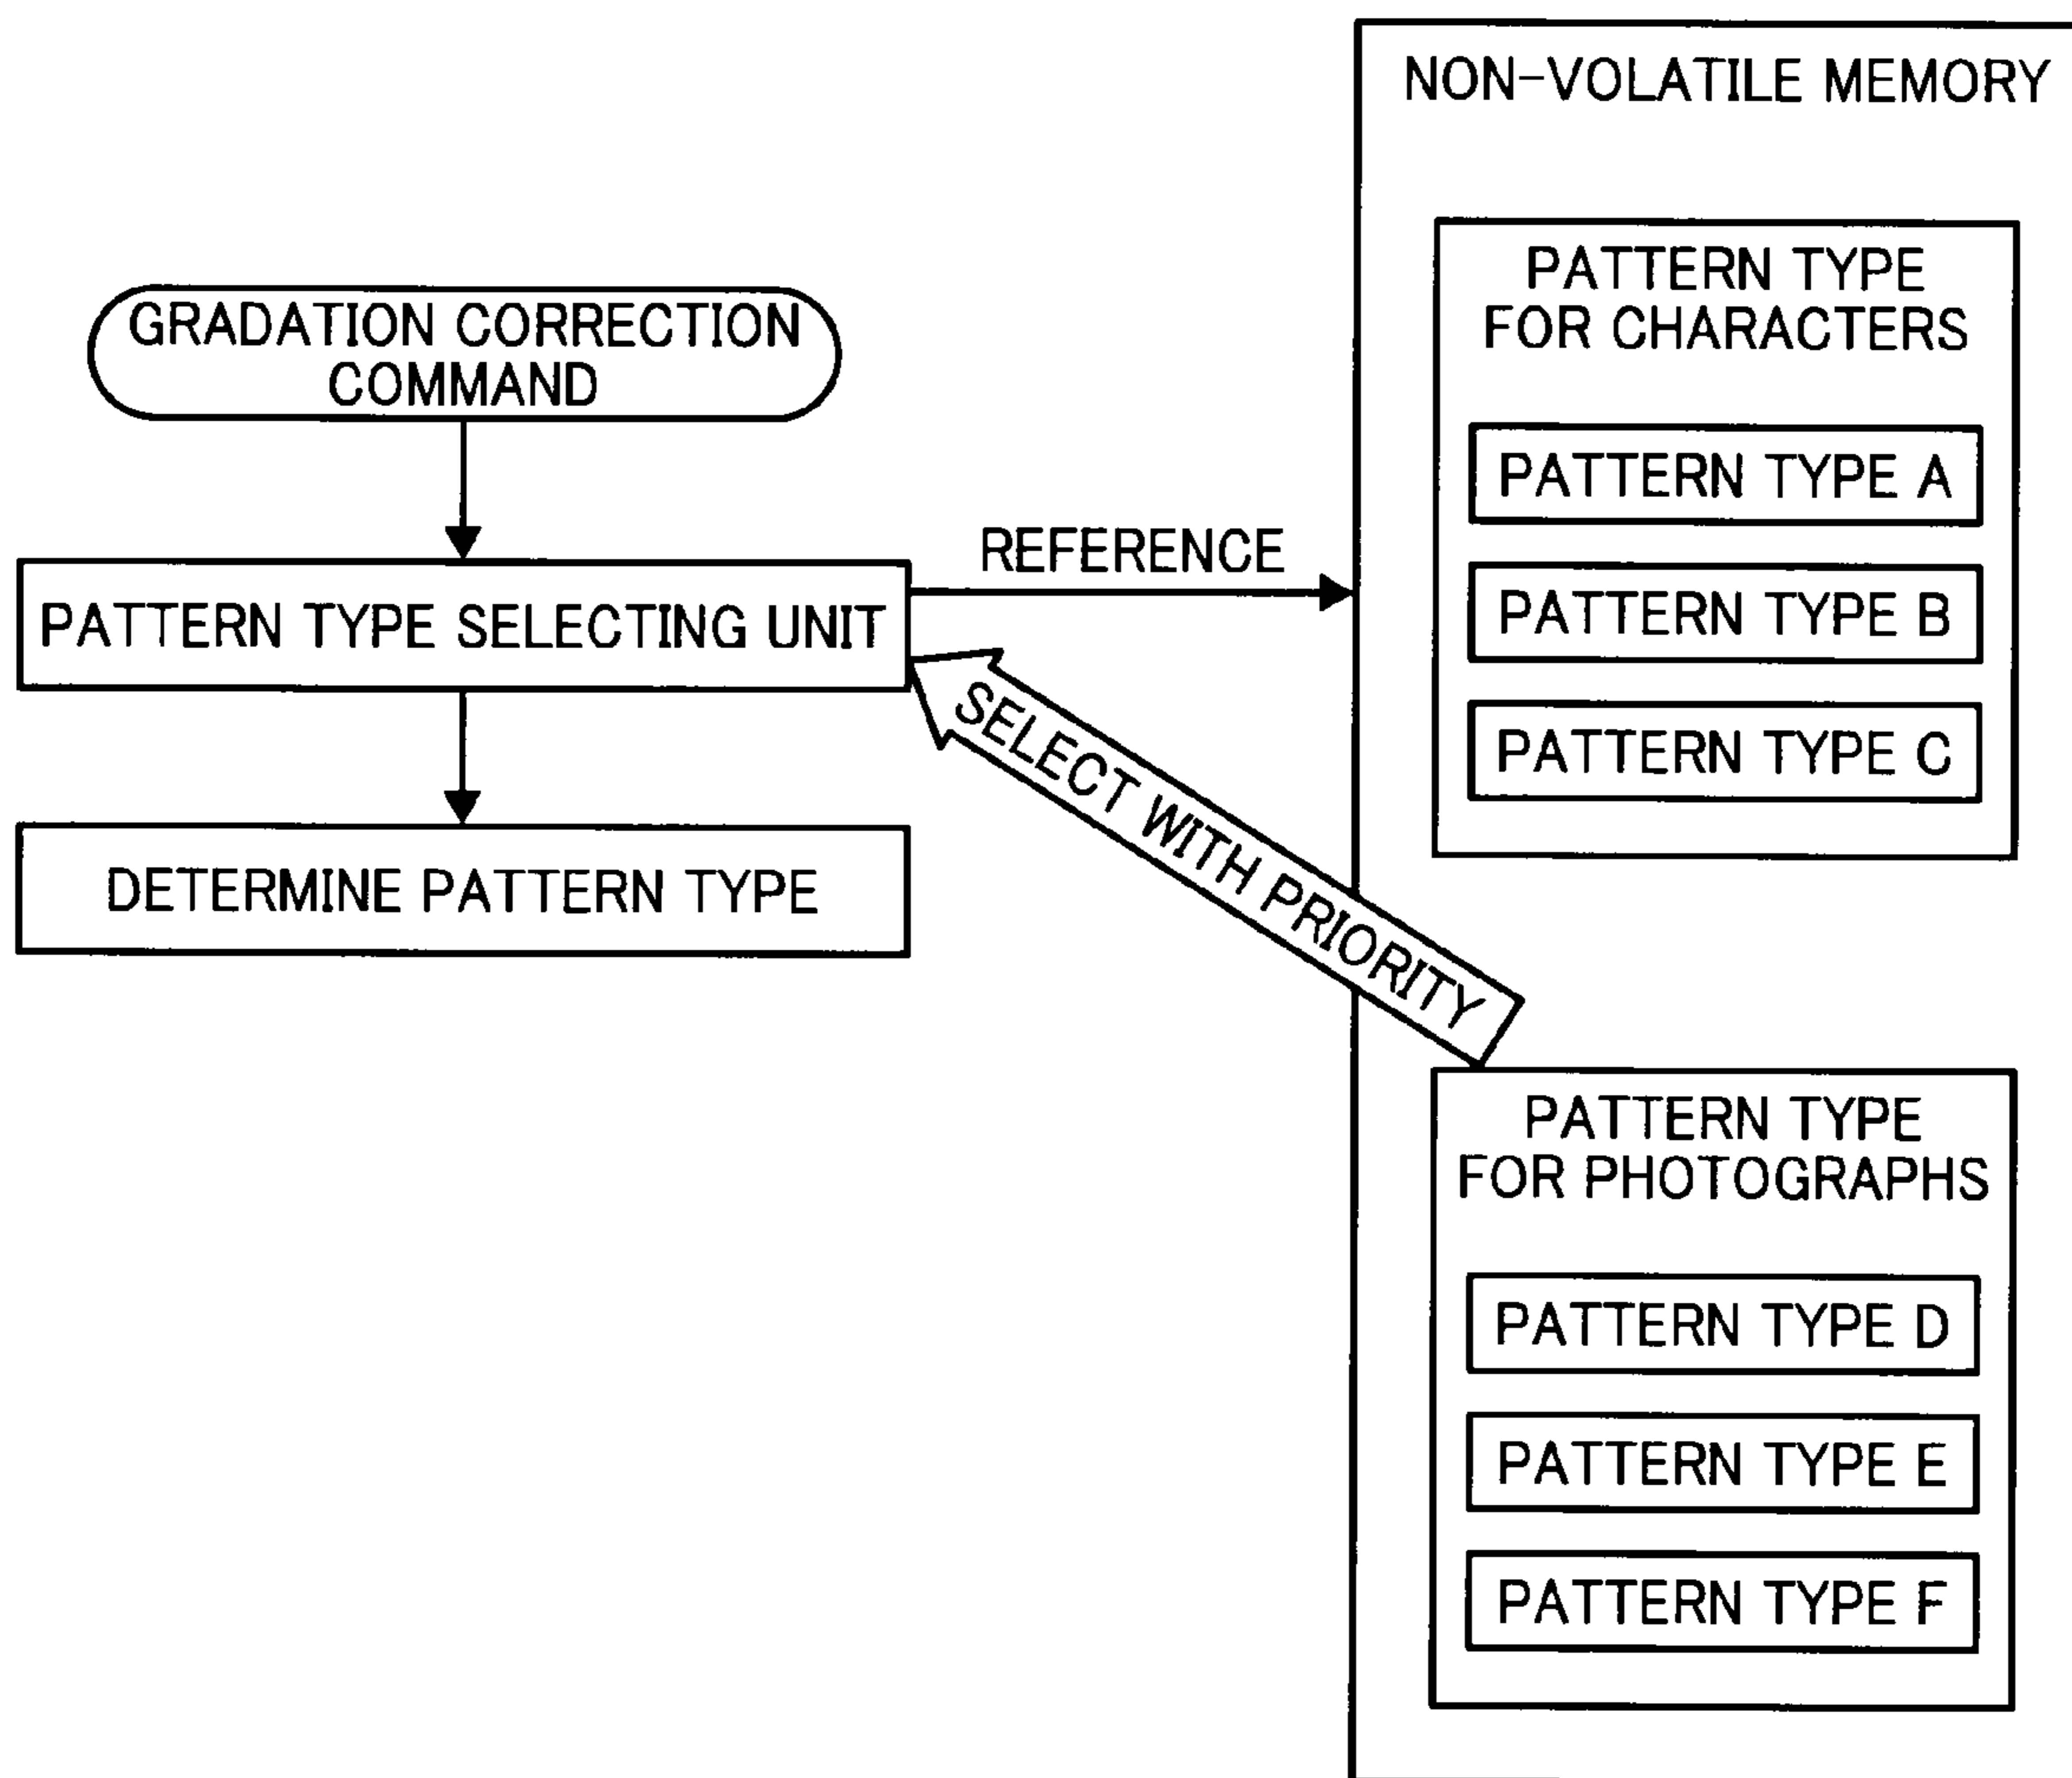 NON-VOLATILE MEMORY
PATTERN TYPE
FOR CHARACTERS
PATTERN TYPE A
PATTERN TYPE B
PATTERN TYPE C
GRADATION CORRECTION
COMMAND
REFERENCE
PATTERN TYPE SELECTING UNIT
SELECT WITH PRIORITY
DETERMINE PATTERN TYPE
PATTERN TYPE
FOR PHOTOGRAPHS
PATTERN TYPE D
PATTERN TYPE E
PATTERN TYPE F